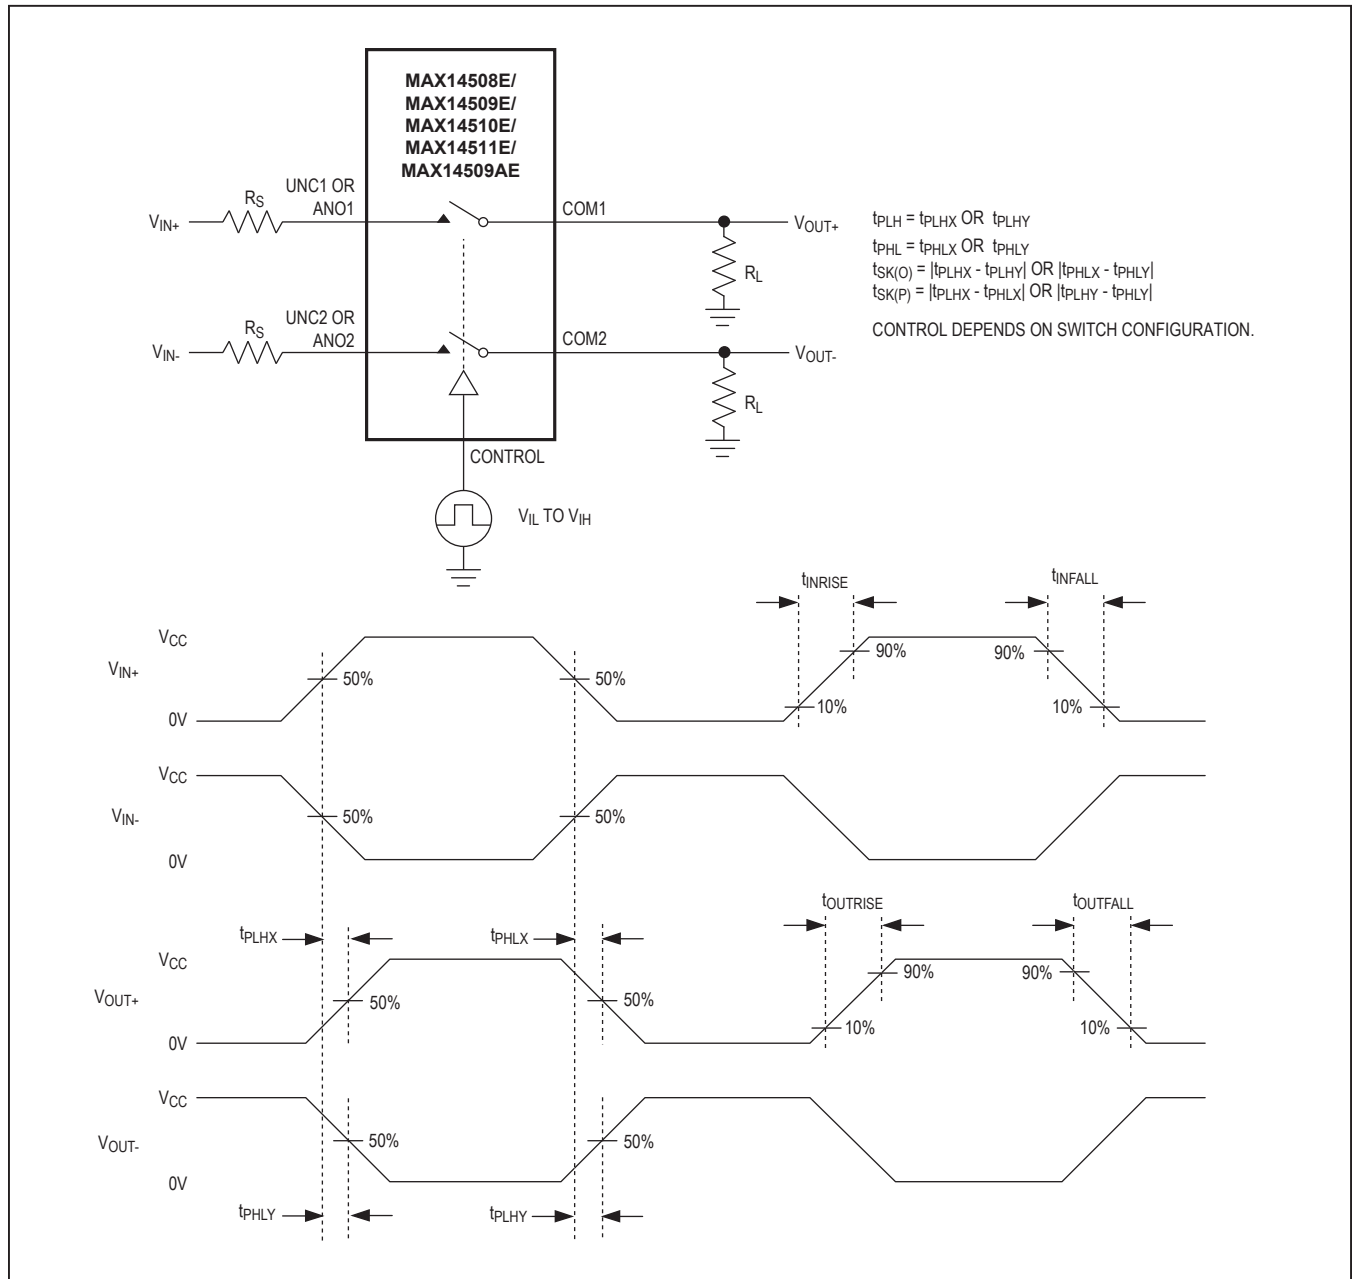 MAX14508E/
MAX14509E/
MAX14510E/
MAX14511E/
MAX14509AE
UNC1 OR
ANO1
RS
VIN+
COM1
VOUT+
RL
UNC2 OR
ANO2
RS
VIN-
COM2
VOUT-
RL
CONTROL
VIL TO VIH
tPLH = tPLHX OR tPLHY
tPHL = tPHLX OR tPHLY
tSK(O) = |tPLHX - tPLHY| OR |tPHLX - tPHLY|
tSK(P) = |tPLHX - tPHLX| OR |tPLHY - tPHLY|
CONTROL DEPENDS ON SWITCH CONFIGURATION.
tINRISE
tINFALL
VCC
VIN+
0V
50%
50%
90%
10%
90%
10%
VCC
VIN-
0V
50%
50%
tPLHX
tPHLX
tOUTRISE
tOUTFALL
VCC
VOUT+
0V
50%
50%
90%
10%
90%
10%
VCC
VOUT-
0V
50%
50%
tPHLY
tPLHY